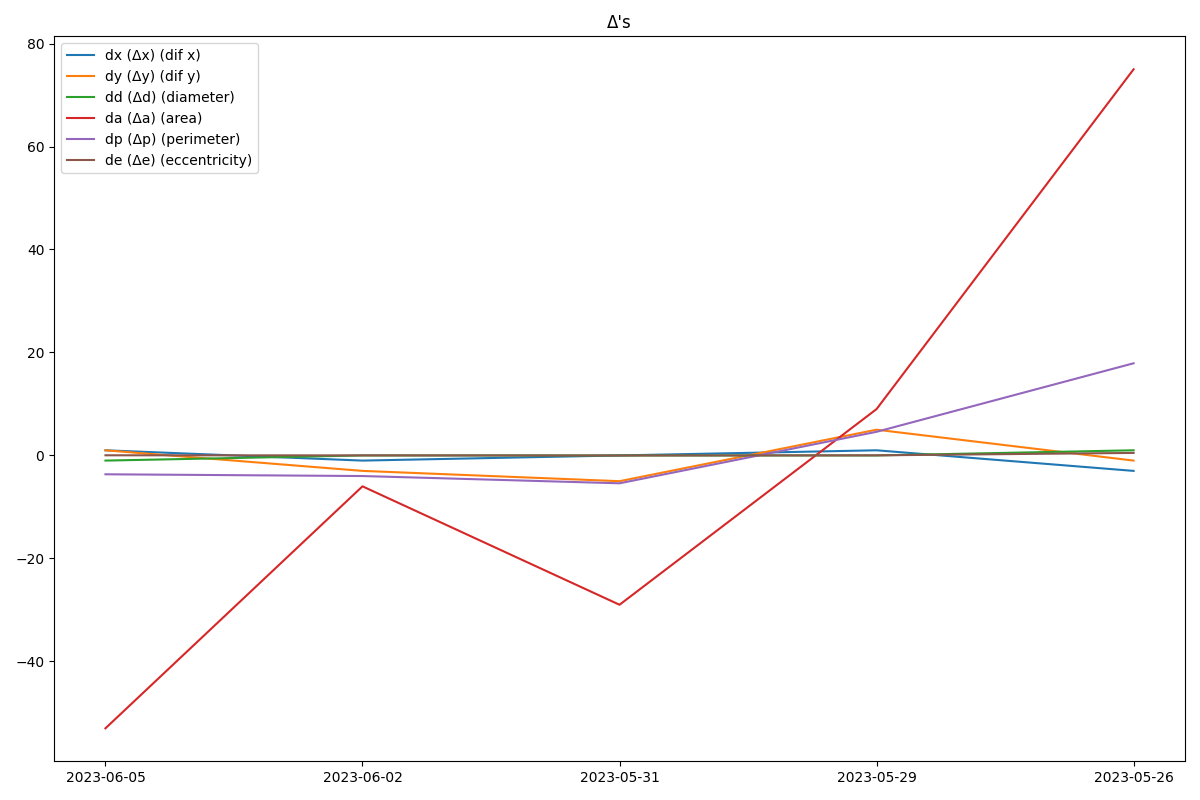 Δ's
dx (Δx) (dif x)
dy (Δy) (dif y)
dd (Δd) (diameter)
da (Δa) (area)
dp (Δp) (perimeter)
de (Δe) (eccentricity)
80
60
40
20
0
−20
−40
2023-06-05 2023-06-02 2023-05-31 2023-05-29 2023-05-26